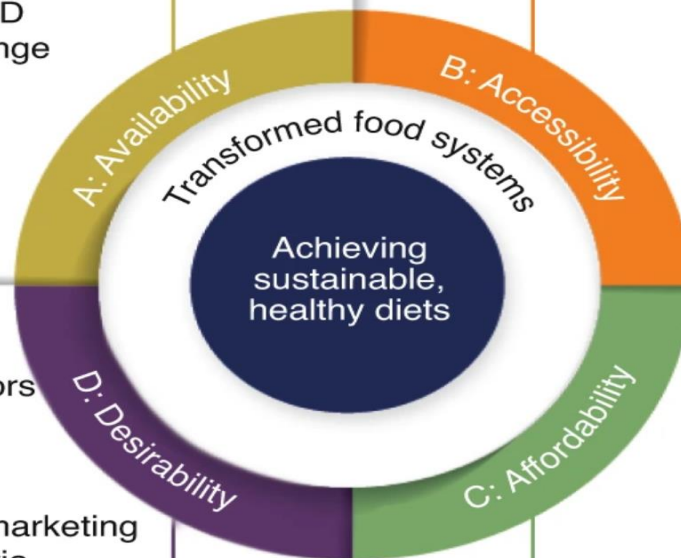 D
nge
A: Availability
B: Accessibility
Transformed food systems
Achieving
sustainable,
healthy diets
ors
D: Desirability
C: Affordability
marketing